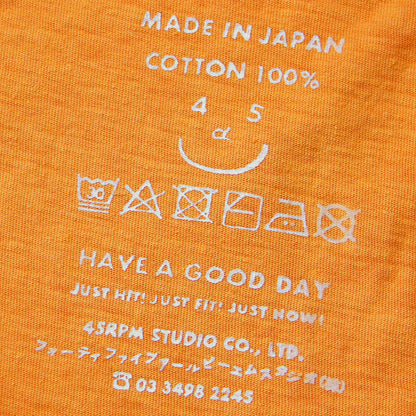 MADE IN JAPAN
COTTON 100%
4 5
d
30
HAVE A GOOD DAY
JUST HIT! JUST FIT! JUST NOW!
45RPM STUDIO CO., LTD.
フォーティファイブアールピーエムスタジオ(株)
☎ 03 3498 2245